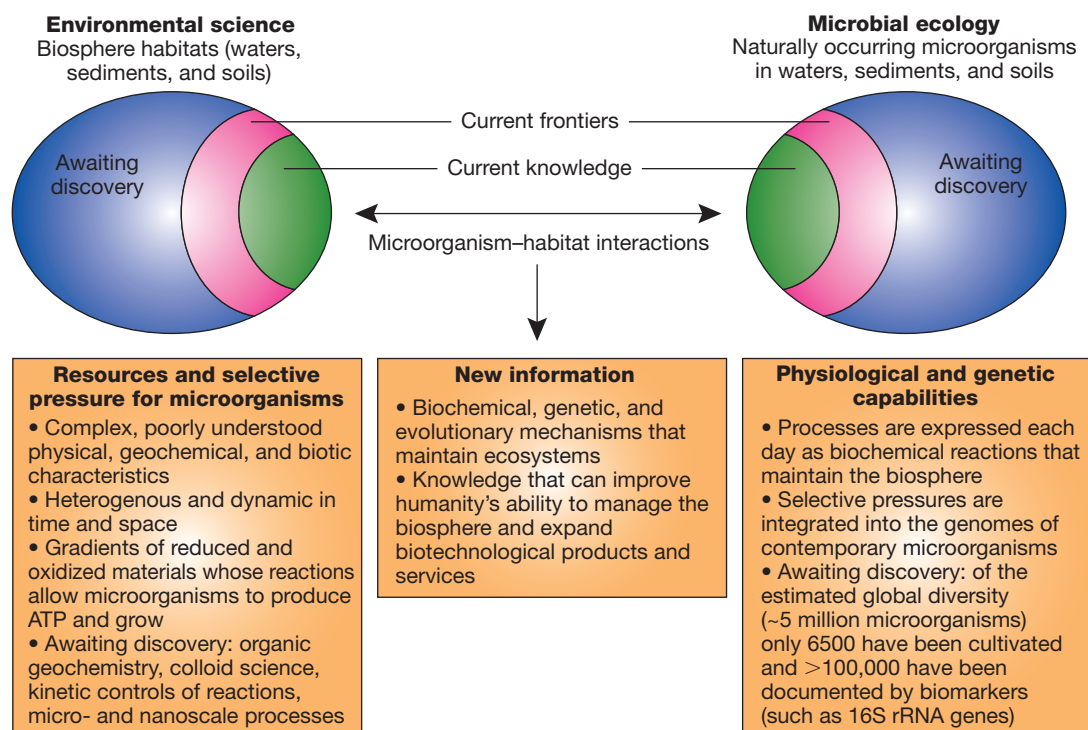 Environmental science
Biosphere habitats (waters,
sediments, and soils)
Microbial ecology
Naturally occurring microorganisms
in waters, sediments, and soils
Current frontiers
Current knowledge
Awaiting
discovery
Awaiting
discovery
Microorganism–habitat interactions
Resources and selective
pressure for microorganisms
• Complex, poorly understood
physical, geochemical, and biotic
characteristics
• Heterogenous and dynamic in
time and space
• Gradients of reduced and
oxidized materials whose reactions
allow microorganisms to produce
ATP and grow
• Awaiting discovery: organic
geochemistry, colloid science,
kinetic controls of reactions,
micro- and nanoscale processes
New information
• Biochemical, genetic, and
evolutionary mechanisms that
maintain ecosystems
• Knowledge that can improve
humanity’s ability to manage the
biosphere and expand
biotechnological products and
services
Physiological and genetic
capabilities
• Processes are expressed each
day as biochemical reactions that
maintain the biosphere
• Selective pressures are
integrated into the genomes of
contemporary microorganisms
• Awaiting discovery: of the
estimated global diversity
(~5 million microorganisms)
only 6500 have been cultivated
and >100,000 have been
documented by biomarkers
(such as 16S rRNA genes)